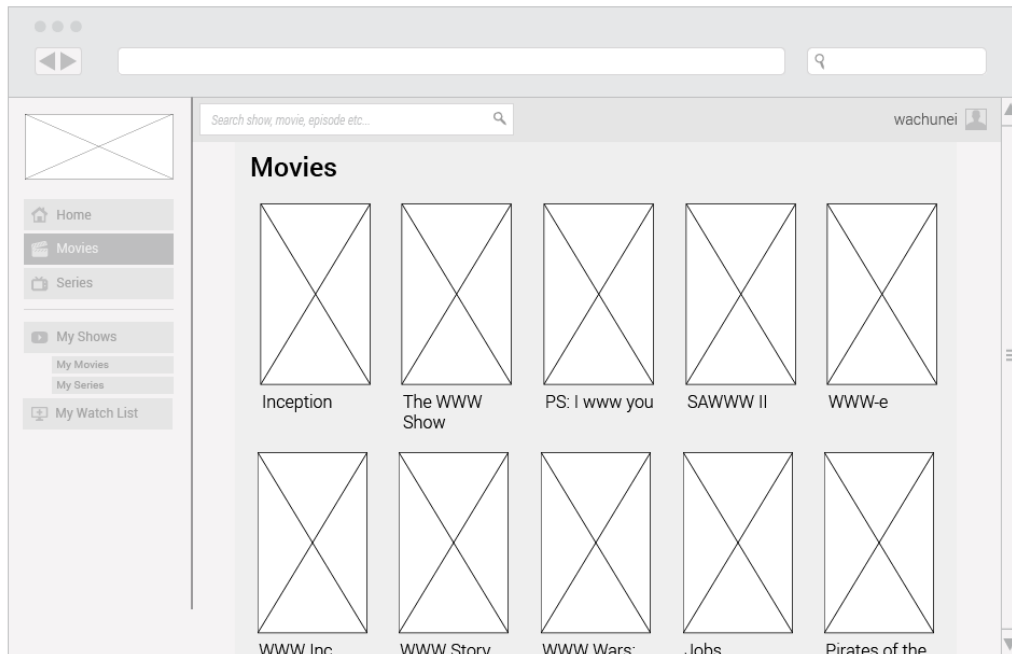 Search show, movie, episode etc...
wachunei
Home
Movies
Series
My Shows
My Movies
My Series
My Watch List
Movies
Inception
The WWW
Show
PS: I www you
SAWWW II
WWW-e
WWW Inc
WWW Story
WWW Wars:
Jobs
Pirates of the